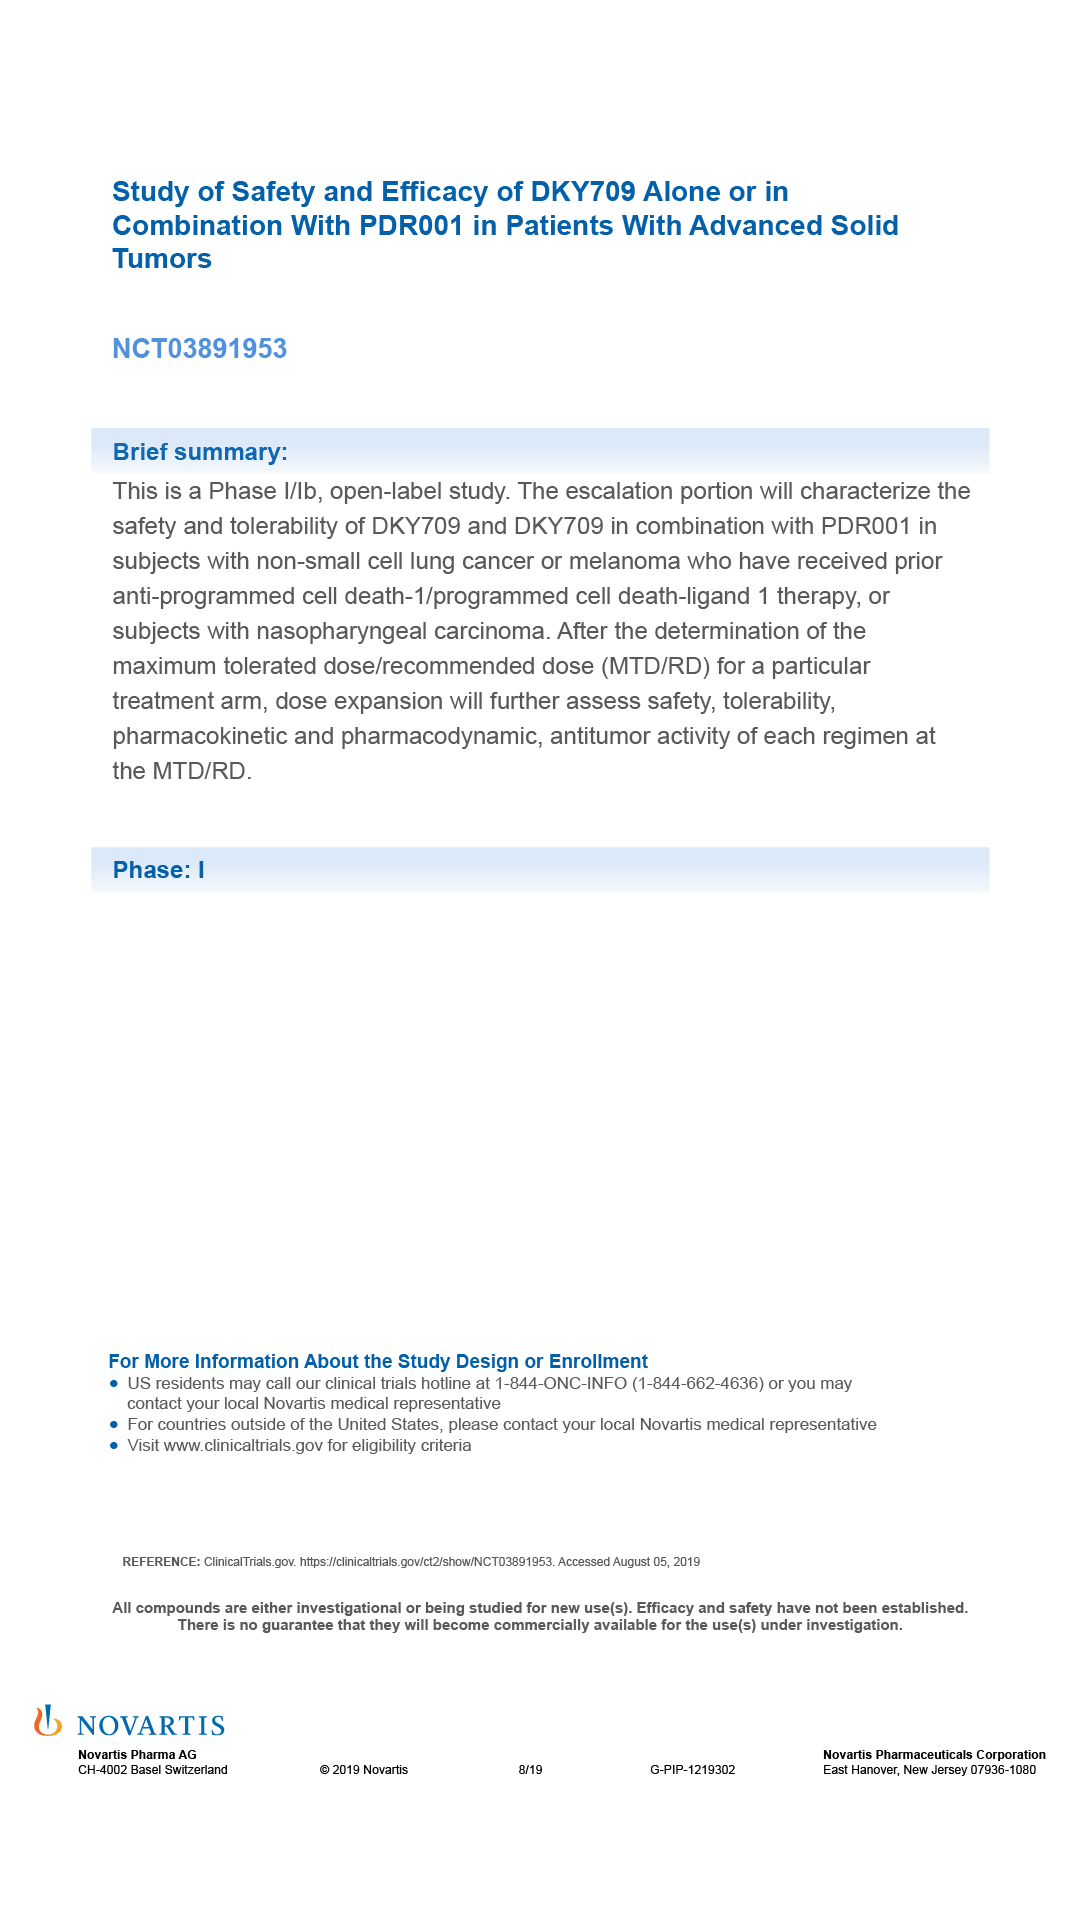 Study of Safety and Efficacy of DKY709 Alone or in
Combination With PDR001 in Patients With Advanced Solid
Tumors
NCT03891953
Brief summary:
This is a Phase I/Ib, open-label study. The escalation portion will characterize the
safety and tolerability of DKY709 and DKY709 in combination with PDR001 in
subjects with non-small cell lung cancer or melanoma who have received prior
anti-programmed cell death-1/programmed cell death-ligand 1 therapy, or
subjects with nasopharyngeal carcinoma. After the determination of the
maximum tolerated dose/recommended dose (MTD/RD) for a particular
treatment arm, dose expansion will further assess safety, tolerability,
pharmacokinetic and pharmacodynamic, antitumor activity of each regimen at
the MTD/RD.
Phase: I
For More Information About the Study Design or Enrollment
• US residents may call our clinical trials hotline at 1-844-ONC-INFO (1-844-662-4636) or you may
contact your local Novartis medical representative
• For countries outside of the United States, please contact your local Novartis medical representative
• Visit www.clinicaltrials.gov for eligibility criteria
REFERENCE: ClinicalTrials.gov. https://clinicaltrials.gov/ct2/show/NCT03891953. Accessed August 05, 2019
All compounds are either investigational or being studied for new use(s). Efficacy and safety have not been established.
There is no guarantee that they will become commercially available for the use(s) under investigation.
NOVARTIS
Novartis Pharma AG Novartis Pharmaceuticals Corporation
CH-4002 Basel Switzerland © 2019 Novartis 8/19 G-PIP-1219302 East Hanover, New Jersey 07936-1080